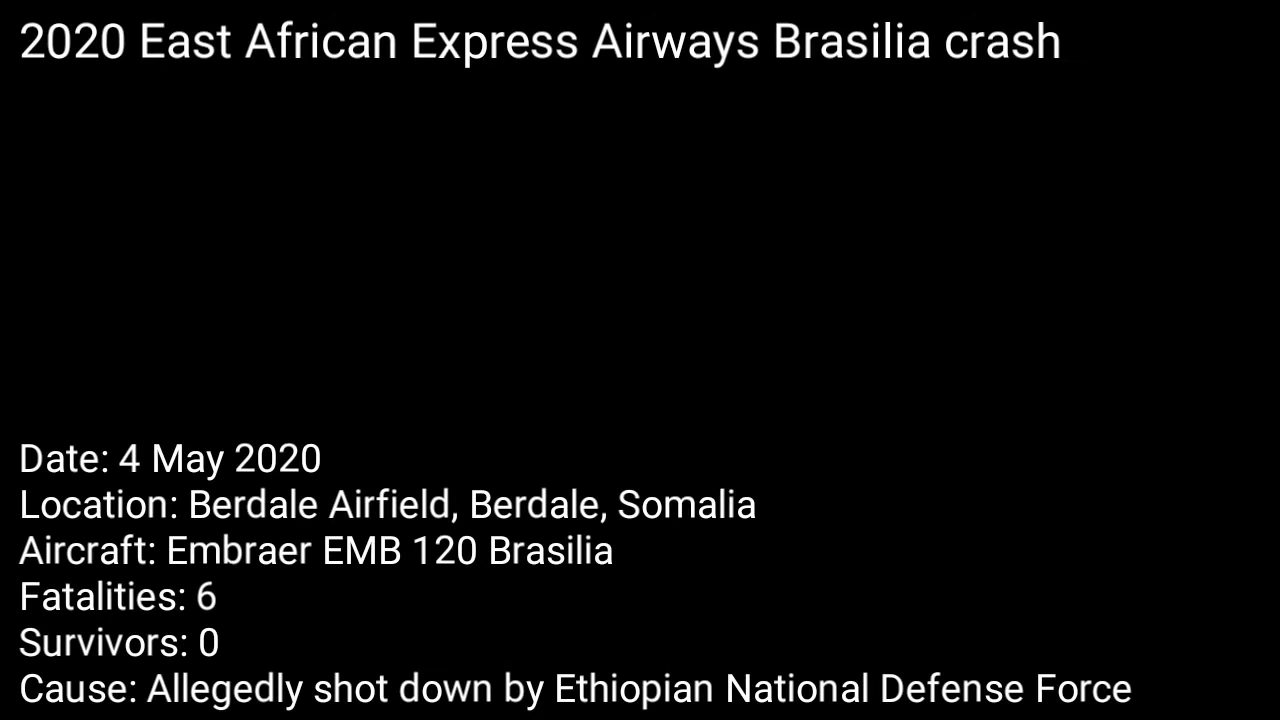 2020 East African Express Airways Brasilia crash
Date: 4 May 2020
Location: Berdale Airfield, Berdale, Somalia
Aircraft: Embraer EMB 120 Brasilia
Fatalities: 6
Survivors: 0
Cause: Allegedly shot down by Ethiopian National Defense Force